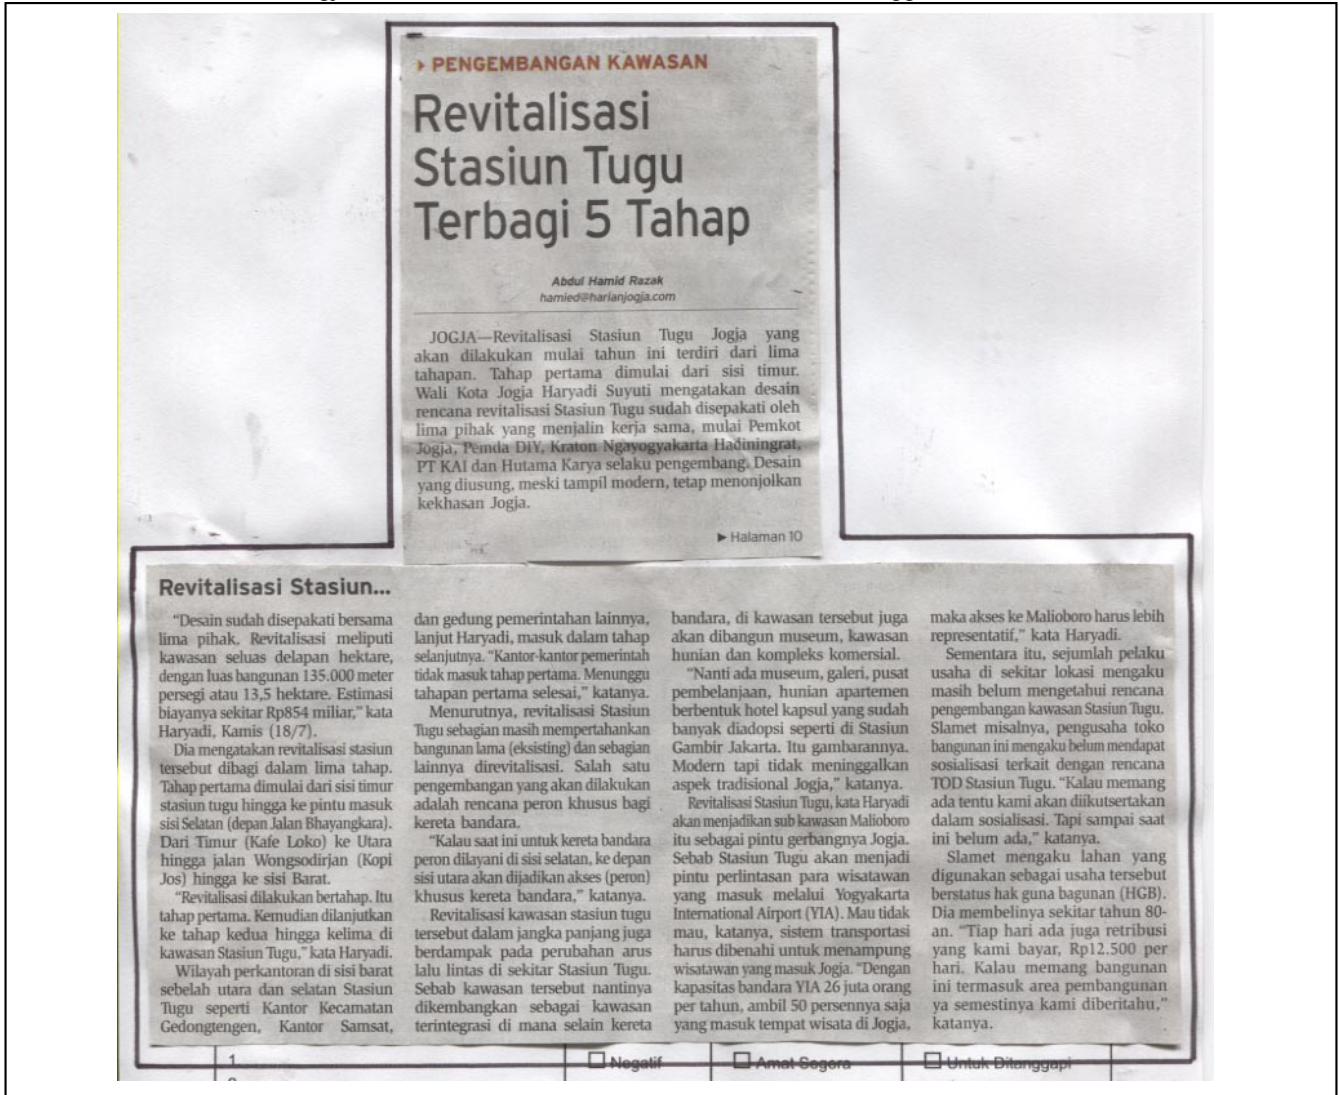 PENGEMBANGAN KAWASAN
Revitalisasi
Stasiun Tugu
Terbagi 5 Tahap
Abdul Hamid Razak
hamied@harianjogja.com
JOGJA—Revitalisasi Stasiun Tugu Jogja yang
akan dilakukan mulai tahun ini terdiri dari lima
tahapan. Tahap pertama dimulai dari sisi timur.
Wali Kota Jogja Haryadi Suyuti mengatakan desain
rencana revitalisasi Stasiun Tugu sudah disepakati oleh
lima pihak yang menjalin kerja sama, mulai Pemkot
Jogja, Pemda DIY, Kraton Ngayogyakarta Hadiningrat,
PT KAI dan Hutama Karya selaku pengembang. Desain
yang diusung, meski tampil modern, tetap menonjolkan
kekhasan Jogja.
► Halaman 10
Revitalisasi Stasiun...
"Desain sudah disepakati bersama
lima pihak. Revitalisasi meliputi
kawasan seluas delapan hektare,
dengan luas bangunan 135.000 meter
persegi atau 13,5 hektare. Estimasi
biayanya sekitar Rp854 miliar," kata
Haryadi, Kamis (18/7).
Dia mengatakan revitalisasi stasiun
tersebut dibagi dalam lima tahap.
Tahap pertama dimulai dari sisi timur
stasiun tugu hingga ke pintu masuk
sisi Selatan (depan Jalan Bhayangkara).
Dari Timur (Kafe Loko) ke Utara
hingga jalan Wongsodirjan (Kopi
Jos) hingga ke sisi Barat.
"Revitalisasi dilakukan bertahap. Itu
tahap pertama. Kemudian dilanjutkan
ke tahap kedua hingga kelima di
kawasan Stasiun Tugu," kata Haryadi.
Wilayah perkantoran di sisi barat
sebelah utara dan selatan Stasiun
Tugu seperti Kantor Kecamatan
Gedongtengen, Kantor Samsat,
dan gedung pemerintahan lainnya,
lanjut Haryadi, masuk dalam tahap
selanjutnya. "Kantor-kantor pemerintah
tidak masuk tahap pertama. Menunggu
tahapan pertama selesai," katanya.
Menurutnya, revitalisasi Stasiun
Tugu sebagian masih mempertahankan
bangunan lama (eksisting) dan sebagian
lainnya direvitalisasi. Salah satu
pengembangan yang akan dilakukan
adalah rencana peron khusus bagi
kereta bandara.
"Kalau saat ini untuk kereta bandara
peron dilayani di sisi selatan, ke depan
sisi utara akan dijadikan akses (peron)
khusus kereta bandara," katanya.
Revitalisasi kawasan stasiun tugu
tersebut dalam jangka panjang juga
berdampak pada perubahan arus
lalu lintas di sekitar Stasiun Tugu.
Sebab kawasan tersebut nantinya
dikembangkan sebagai kawasan
terintegrasi di mana selain kereta
bandara, di kawasan tersebut juga
akan dibangun museum, kawasan
hunian dan kompleks komersial.
"Nanti ada museum, galeri, pusat
pembelanjaan, hunian apartemen
berbentuk hotel kapsul yang sudah
banyak diadopsi seperti di Stasiun
Gambir Jakarta. Itu gambarannya.
Modern tapi tidak meninggalkan
aspek tradisional Jogja," katanya.
Revitalisasi Stasiun Tugu, kata Haryadi
akan menjadikan sub kawasan Malioboro
itu sebagai pintu gerbangnya Jogja.
Sebab Stasiun Tugu akan menjadi
pintu perlintasan para wisatawan
yang masuk melalui Yogyakarta
International Airport (YIA). Mau tidak
mau, katanya, sistem transportasi
harus dibenahi untuk menampung
wisatawan yang masuk Jogja. "Dengan
kapasitas bandara YIA 26 juta orang
per tahun, ambil 50 persennya saja
yang masuk tempat wisata di Jogja,
maka akses ke Malioboro harus lebih
representatif," kata Haryadi.
Sementara itu, sejumlah pelaku
usaha di sekitar lokasi mengaku
masih belum mengetahui rencana
pengembangan kawasan Stasiun Tugu.
Slamet misalnya, pengusaha toko
bangunan ini mengaku belum mendapat
sosialisasi terkait dengan rencana
TOD Stasiun Tugu. "Kalau memang
ada tentu kami akan diikutsertakan
dalam sosialisasi. Tapi sampai saat
ini belum ada," katanya.
Slamet mengaku lahan yang
digunakan sebagai usaha tersebut
berstatus hak guna bagunan (HGB).
Dia membelinya sekitar tahun 80-
an. "Tiap hari ada juga retribusi
yang kami bayar, Rp12.500 per
hari. Kalau memang bangunan
ini termasuk area pembangunan
ya semestinya kami diberitahu,"
katanya.
1 Negatif Amat Segera Untuk Ditanggapi